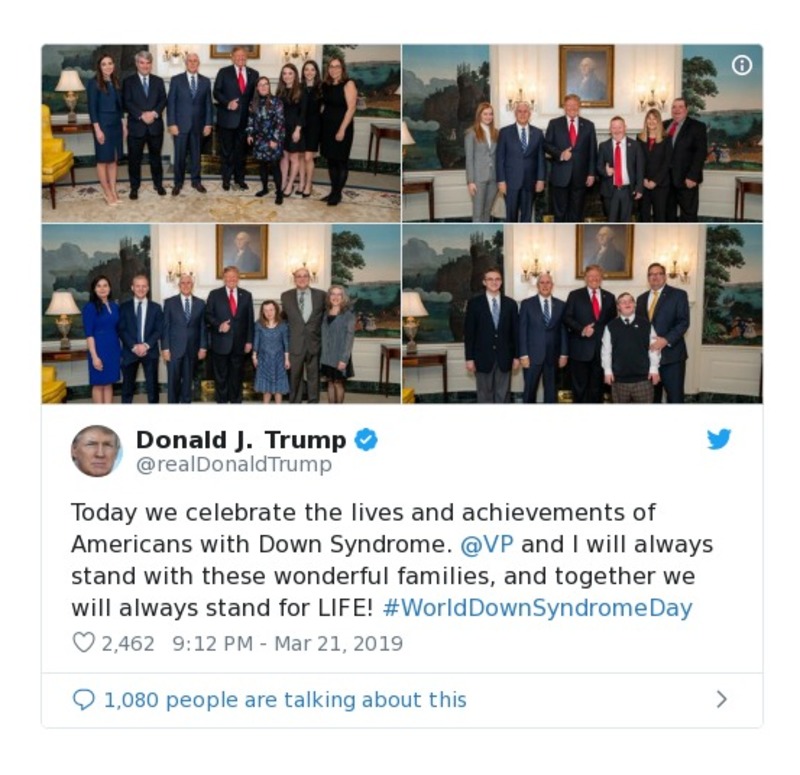 Donald J. Trump
@realDonaldTrump
Today we celebrate the lives and achievements of
Americans with Down Syndrome. @VP and I will always
stand with these wonderful families, and together we
will always stand for LIFE! #WorldDownSyndromeDay
2,462 9:12 PM - Mar 21, 2019
1,080 people are talking about this